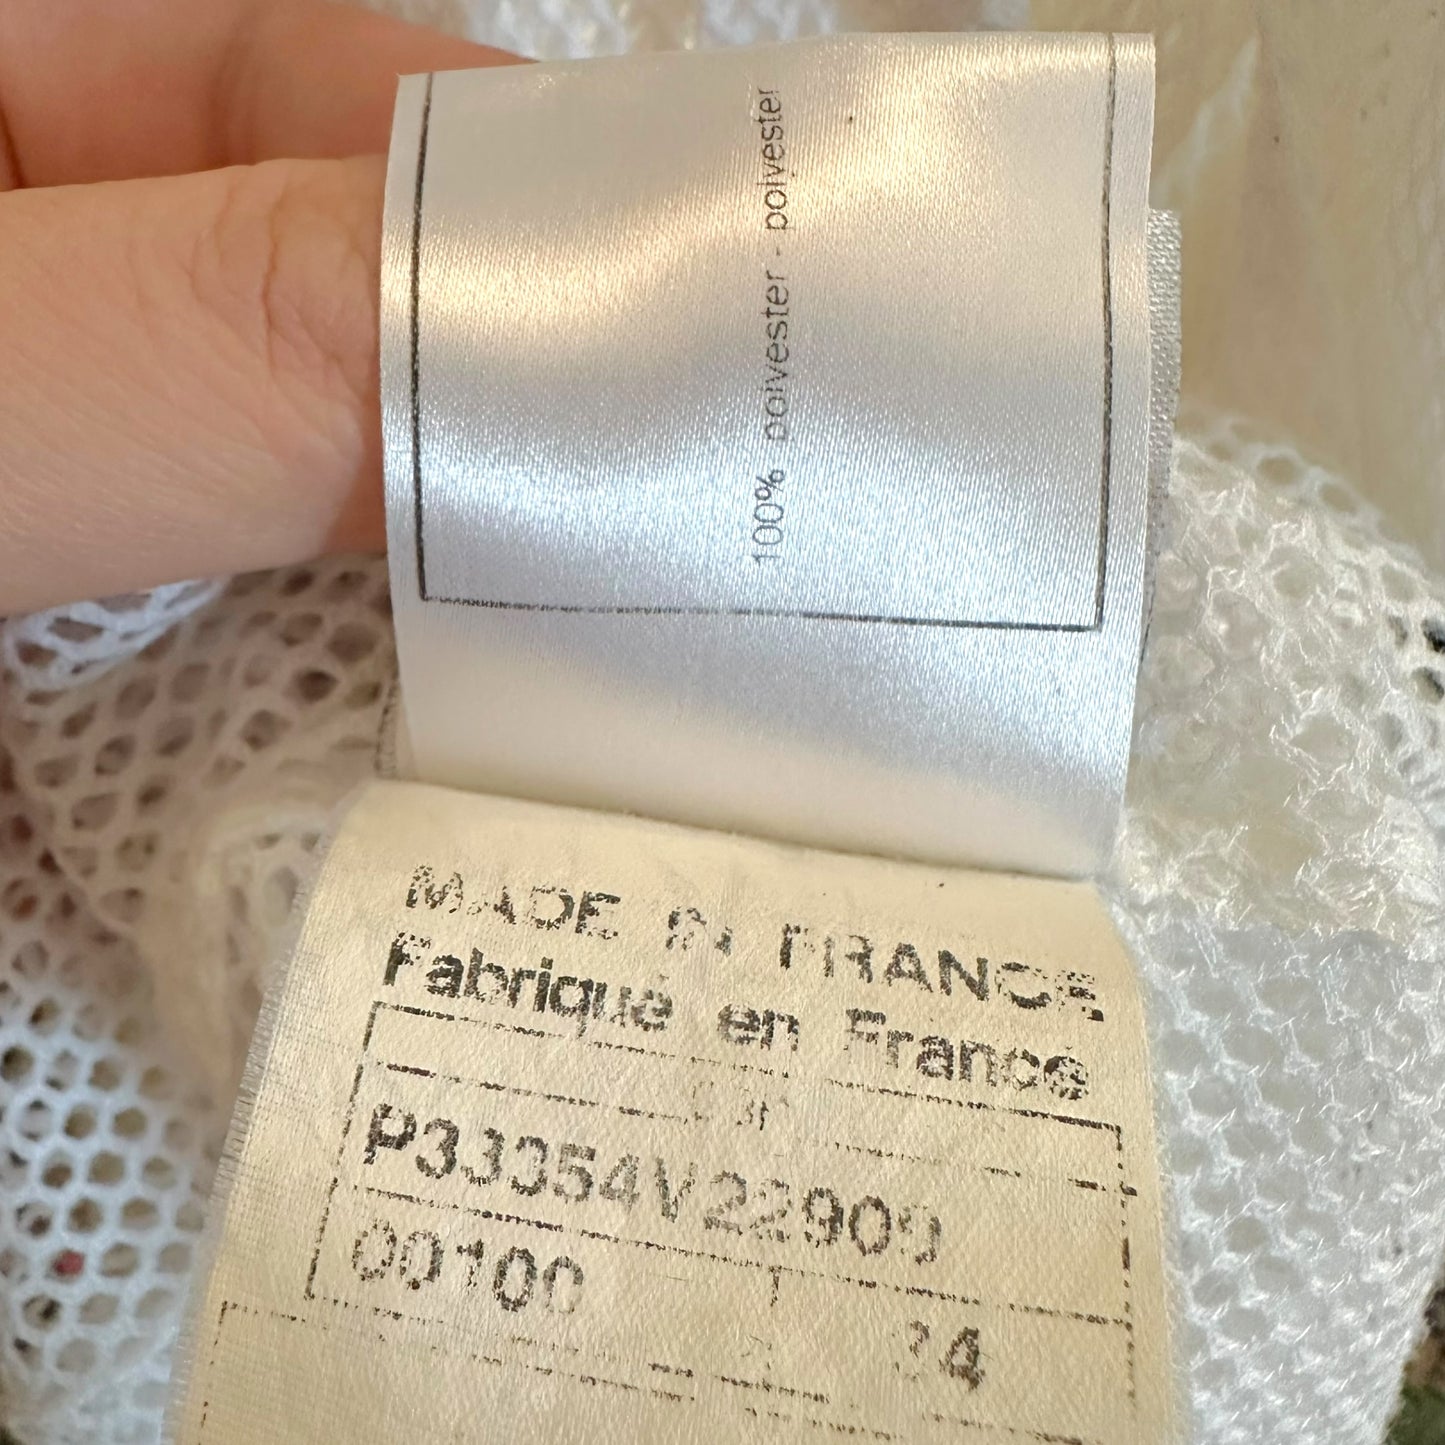 100% polyester - polyester
MADE IN FRANCE
Fabriqué en France
P33354V22909
00100
34